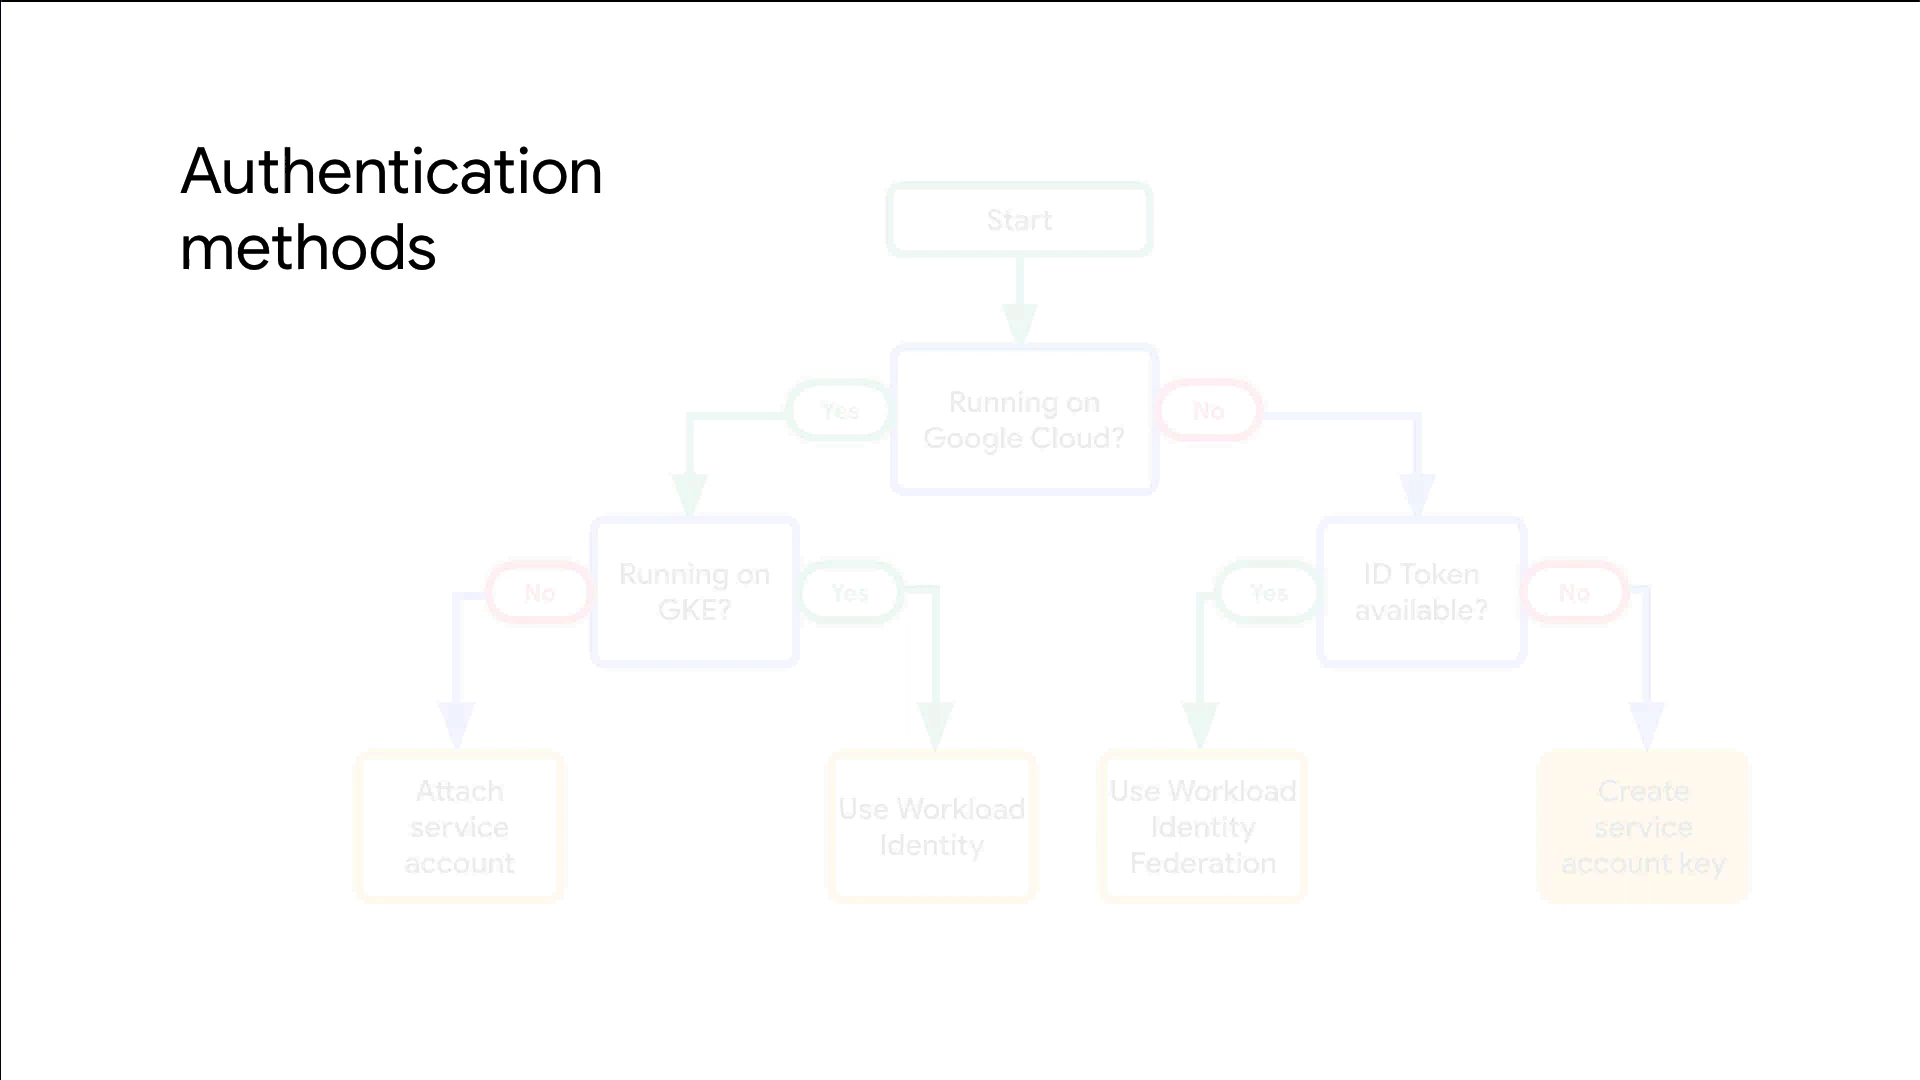 Authentication
methods
Start
Yes
Running on
Google Cloud?
No
No
Running on
GKE?
Yes
Yes
ID Token
available?
No
Attach
service
account
Use Workload
Identity
Use Workload
Identity
Federation
Create
service
account key